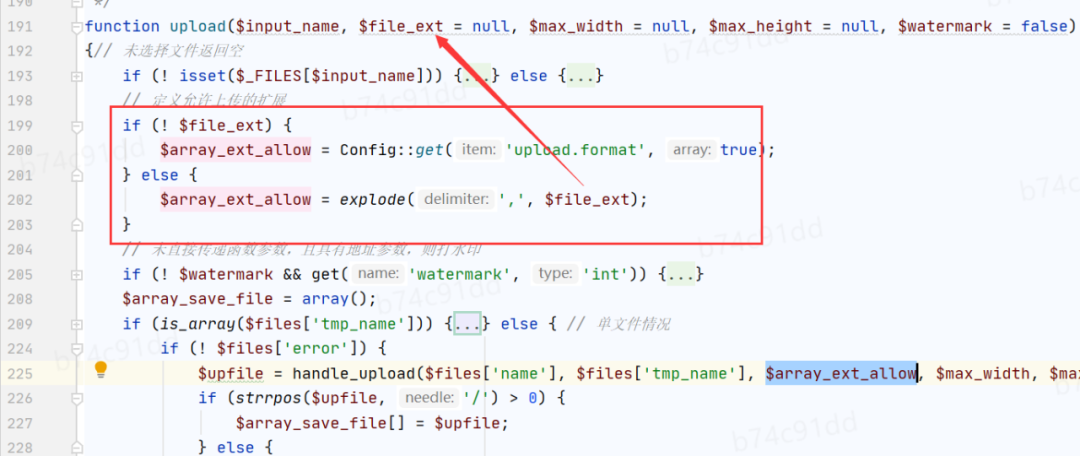 190 */
191 function upload($input_name, $file_ext = null, $max_width = null, $max_height = null, $watermark = false)
192 {// 未选择文件返回空
193 if (! isset($_FILES[$input_name])) {...} else {...}
198 // 定义允许上传的扩展
199 if (! $file_ext) {
200 $array_ext_allow = Config::get( item: 'upload.format', array: true);
201 } else {
202 $array_ext_allow = explode( delimiter: ',', $file_ext);
203 }
204 // 未直接传递函数参数，且具有地址参数，则打水印
205 if (! $watermark && get( name: 'watermark', type: 'int')) {...}
208 $array_save_file = array();
209 if (is_array($files['tmp_name'])) {...} else { // 单文件情况
224 if (! $files['error']) {
225 $upfile = handle_upload($files['name'], $files['tmp_name'], $array_ext_allow, $max_width, $ma
226 if (strrpos($upfile, needle: '/') > 0) {
227 $array_save_file[] = $upfile;
228 } else {
b74c91dd
b74c91dd
b74c91dd
b74c91dd
b74c91dd
b74c91dd
b74c91dd